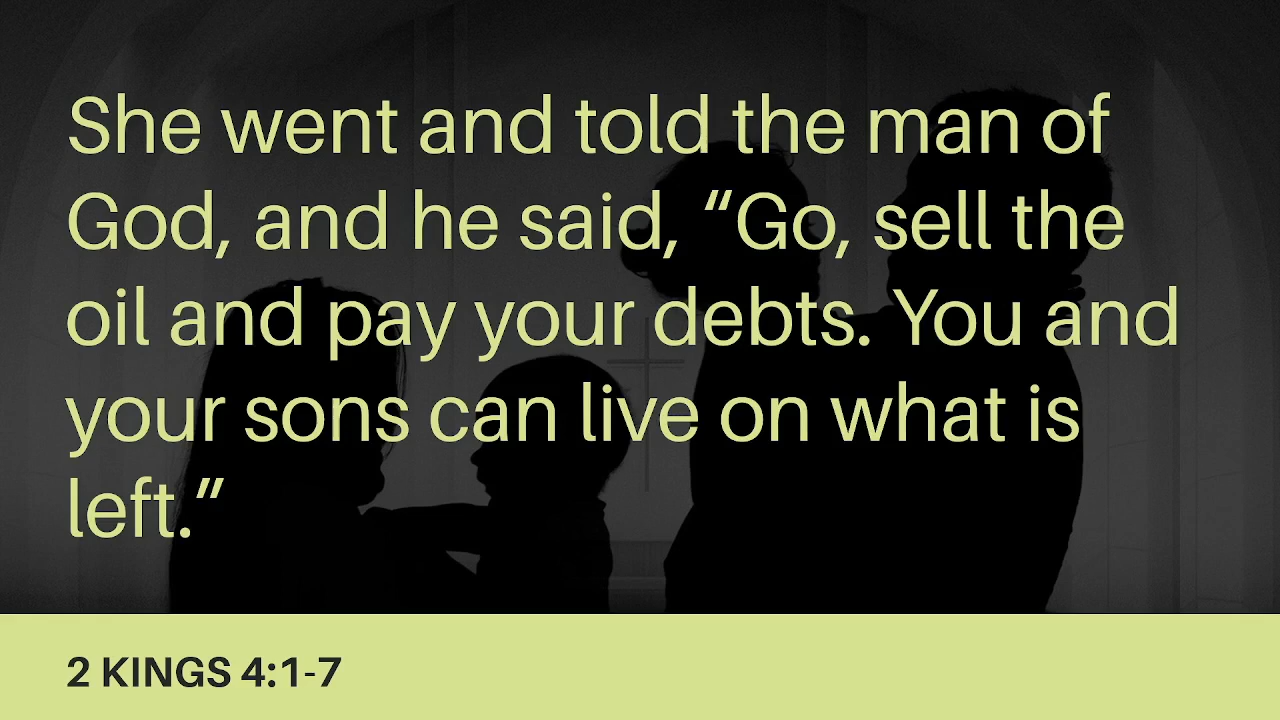 She went and told the man of
God, and he said, “Go, sell the
oil and pay your debts. You and
your sons can live on what is
left.”
2 KINGS 4:1-7